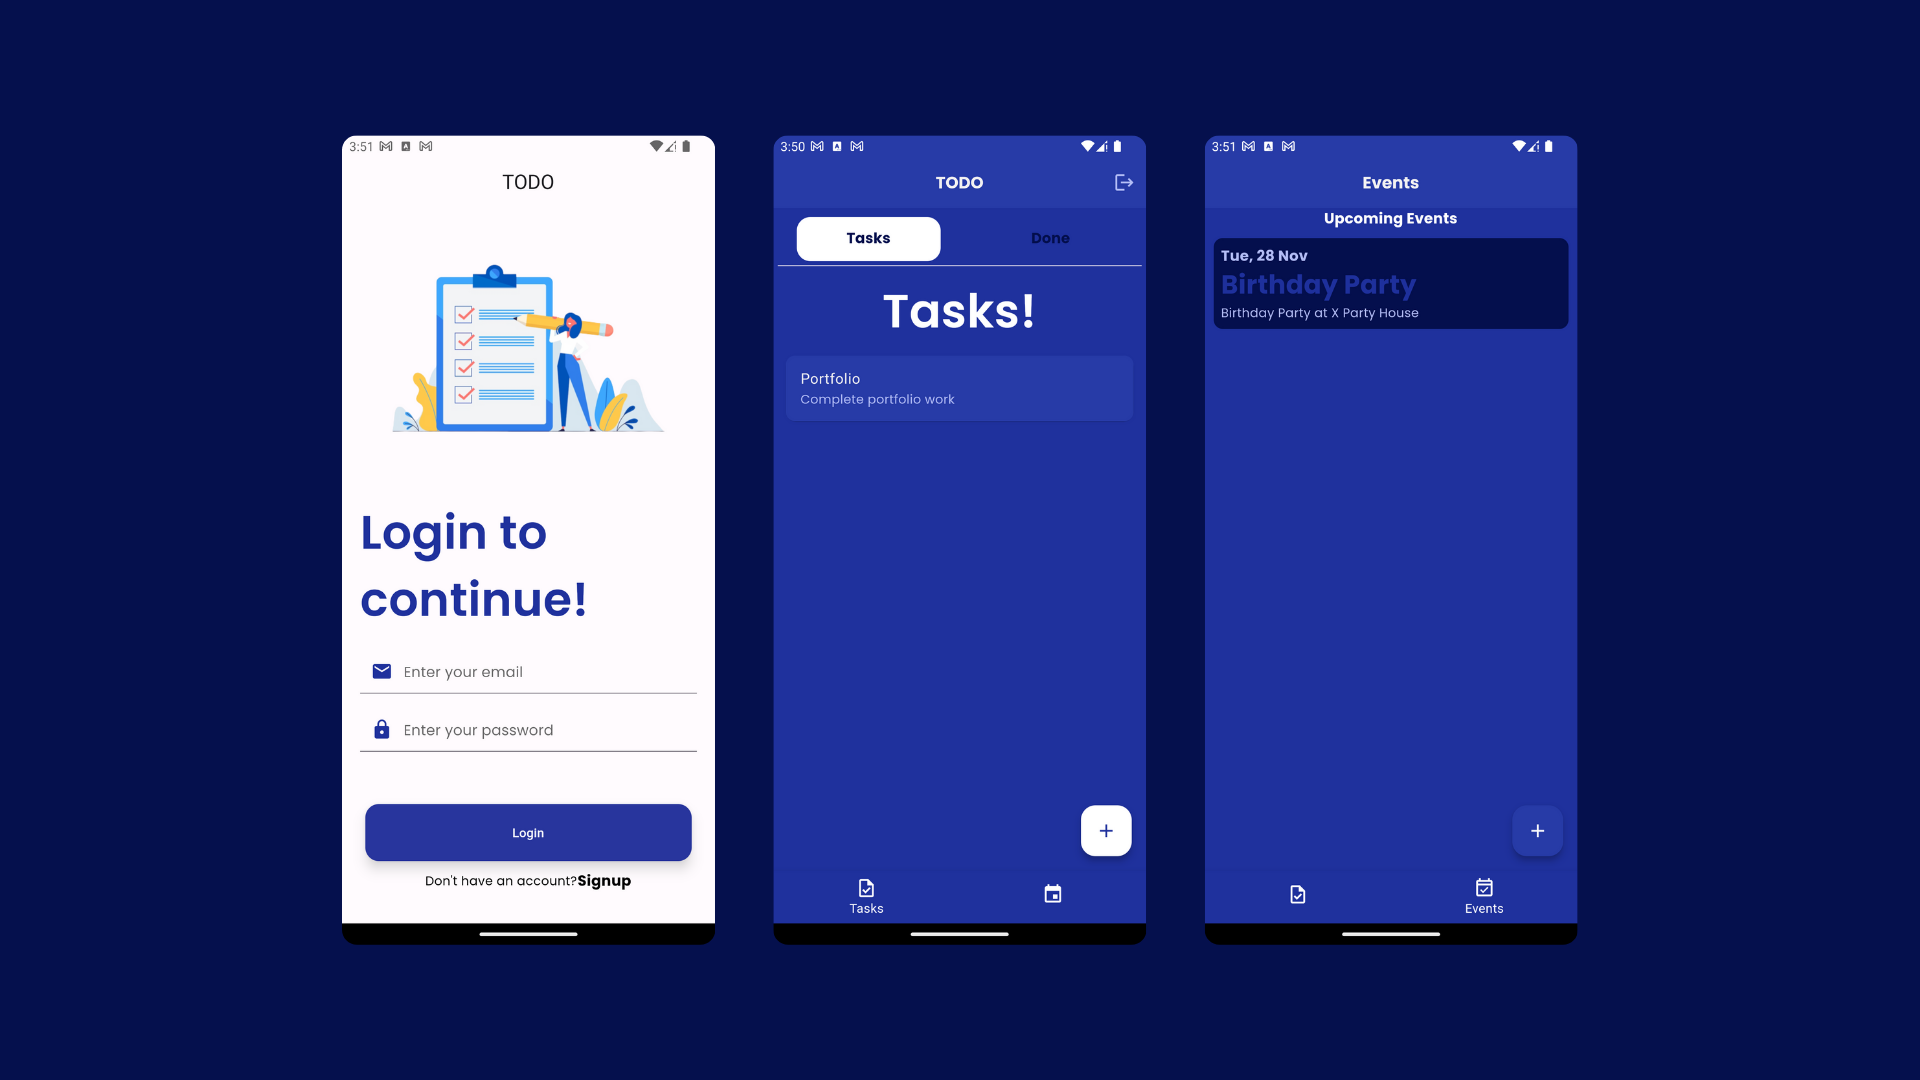 3:51
TODO
Login to
continue!
Enter your email
Enter your password
Login
Don't have an account?Signup
3:50
TODO
Tasks
Done
Tasks!
Portfolio
Complete portfolio work
Tasks
3:51
Events
Upcoming Events
Tue, 28 Nov
Birthday Party
Birthday Party at X Party House
Events